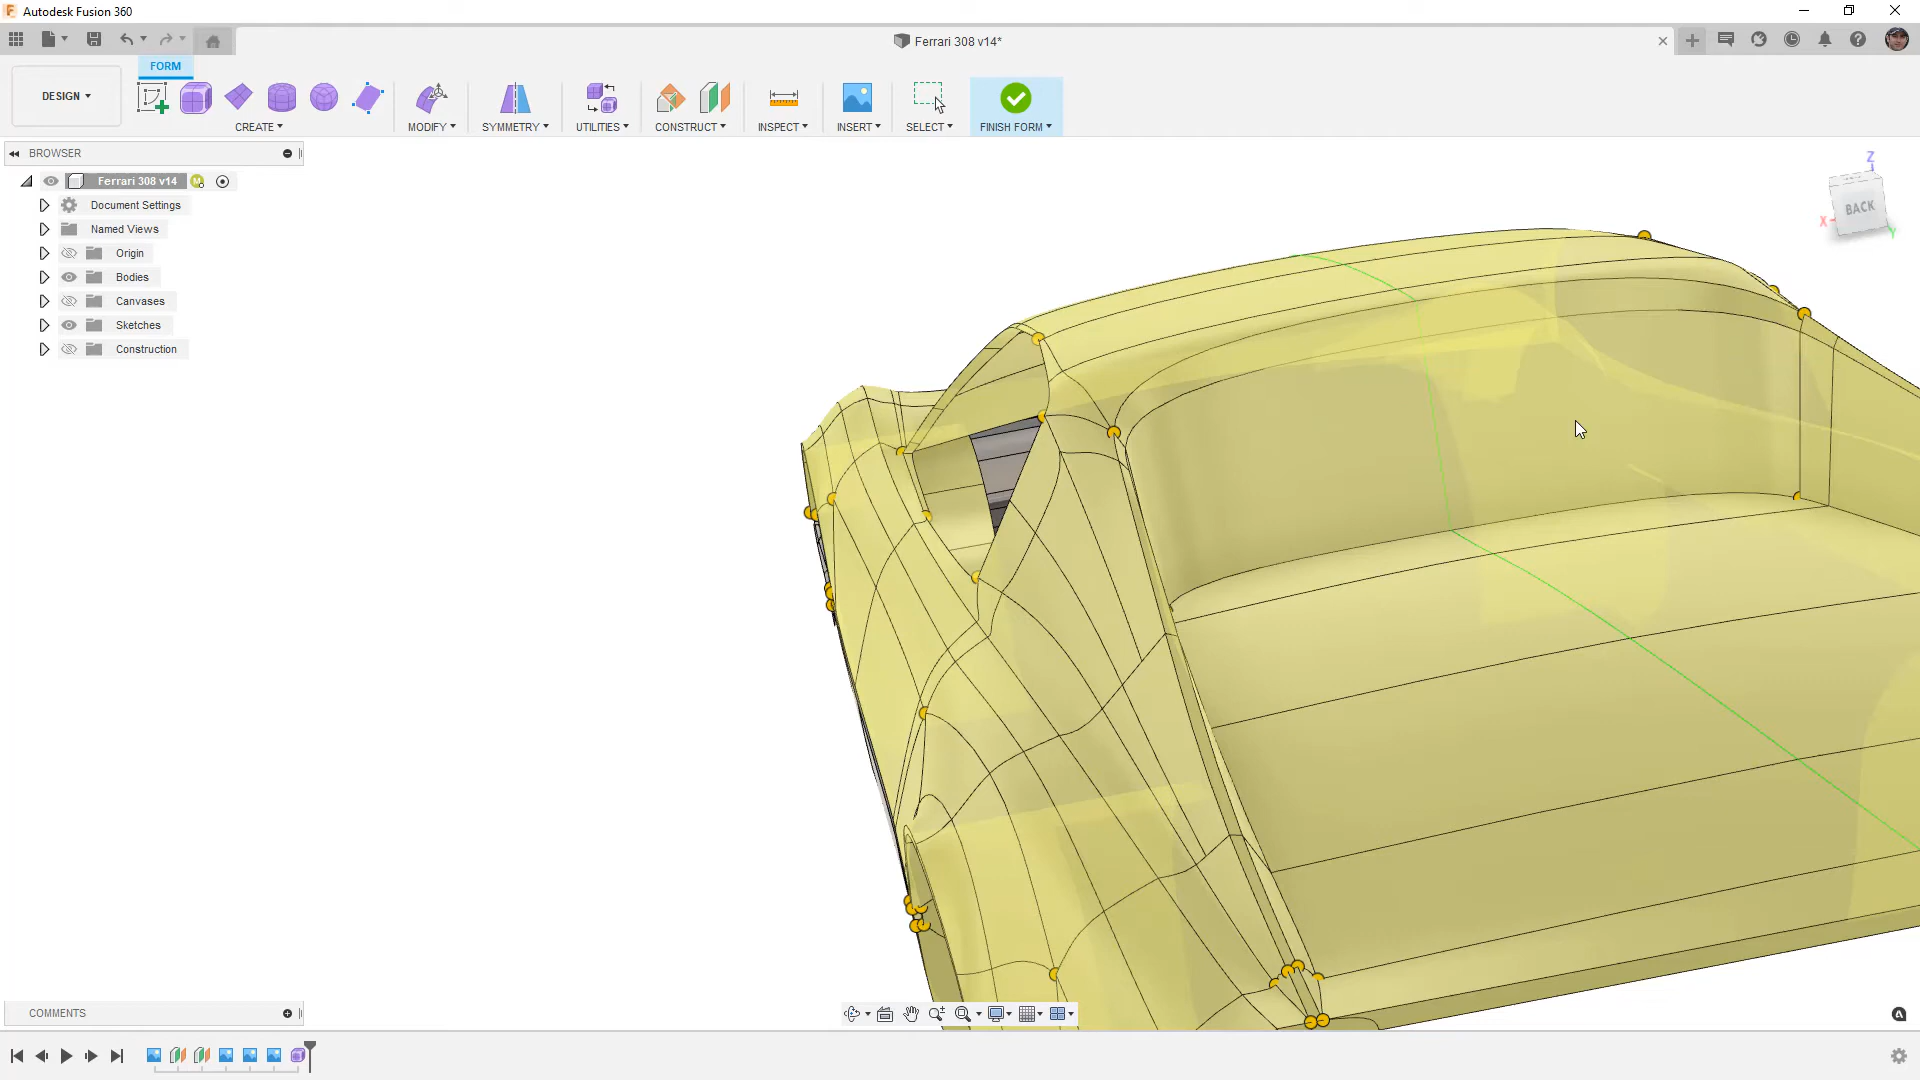 Autodesk Fusion 360
Ferrari 308 v14*
FORM
DESIGN
CREATE
MODIFY
SYMMETRY
UTILITIES
CONSTRUCT
INSPECT
INSERT
SELECT
FINISH FORM
BROWSER
Ferrari 308 v14
Document Settings
Named Views
Origin
Bodies
Canvases
Sketches
Construction
Z
BACK
X
Y
COMMENTS